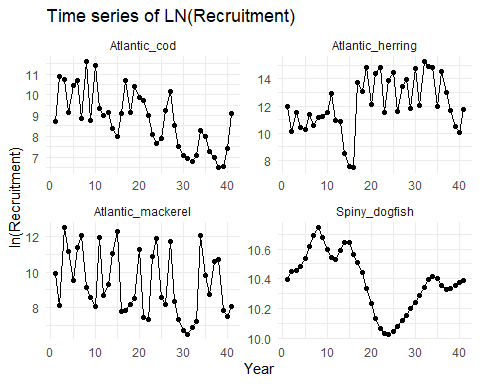 Time series of LN(Recruitment)
Atlantic_cod
Atlantic_herring
11
10
9
8
7
14
12
10
8
0 10 20 30 40
0 10 20 30 40
ln(Recruitment)
Atlantic_mackerel
Spiny_dogfish
12
10
8
10.6
10.4
10.2
10.0
0 10 20 30 40
0 10 20 30 40
Year